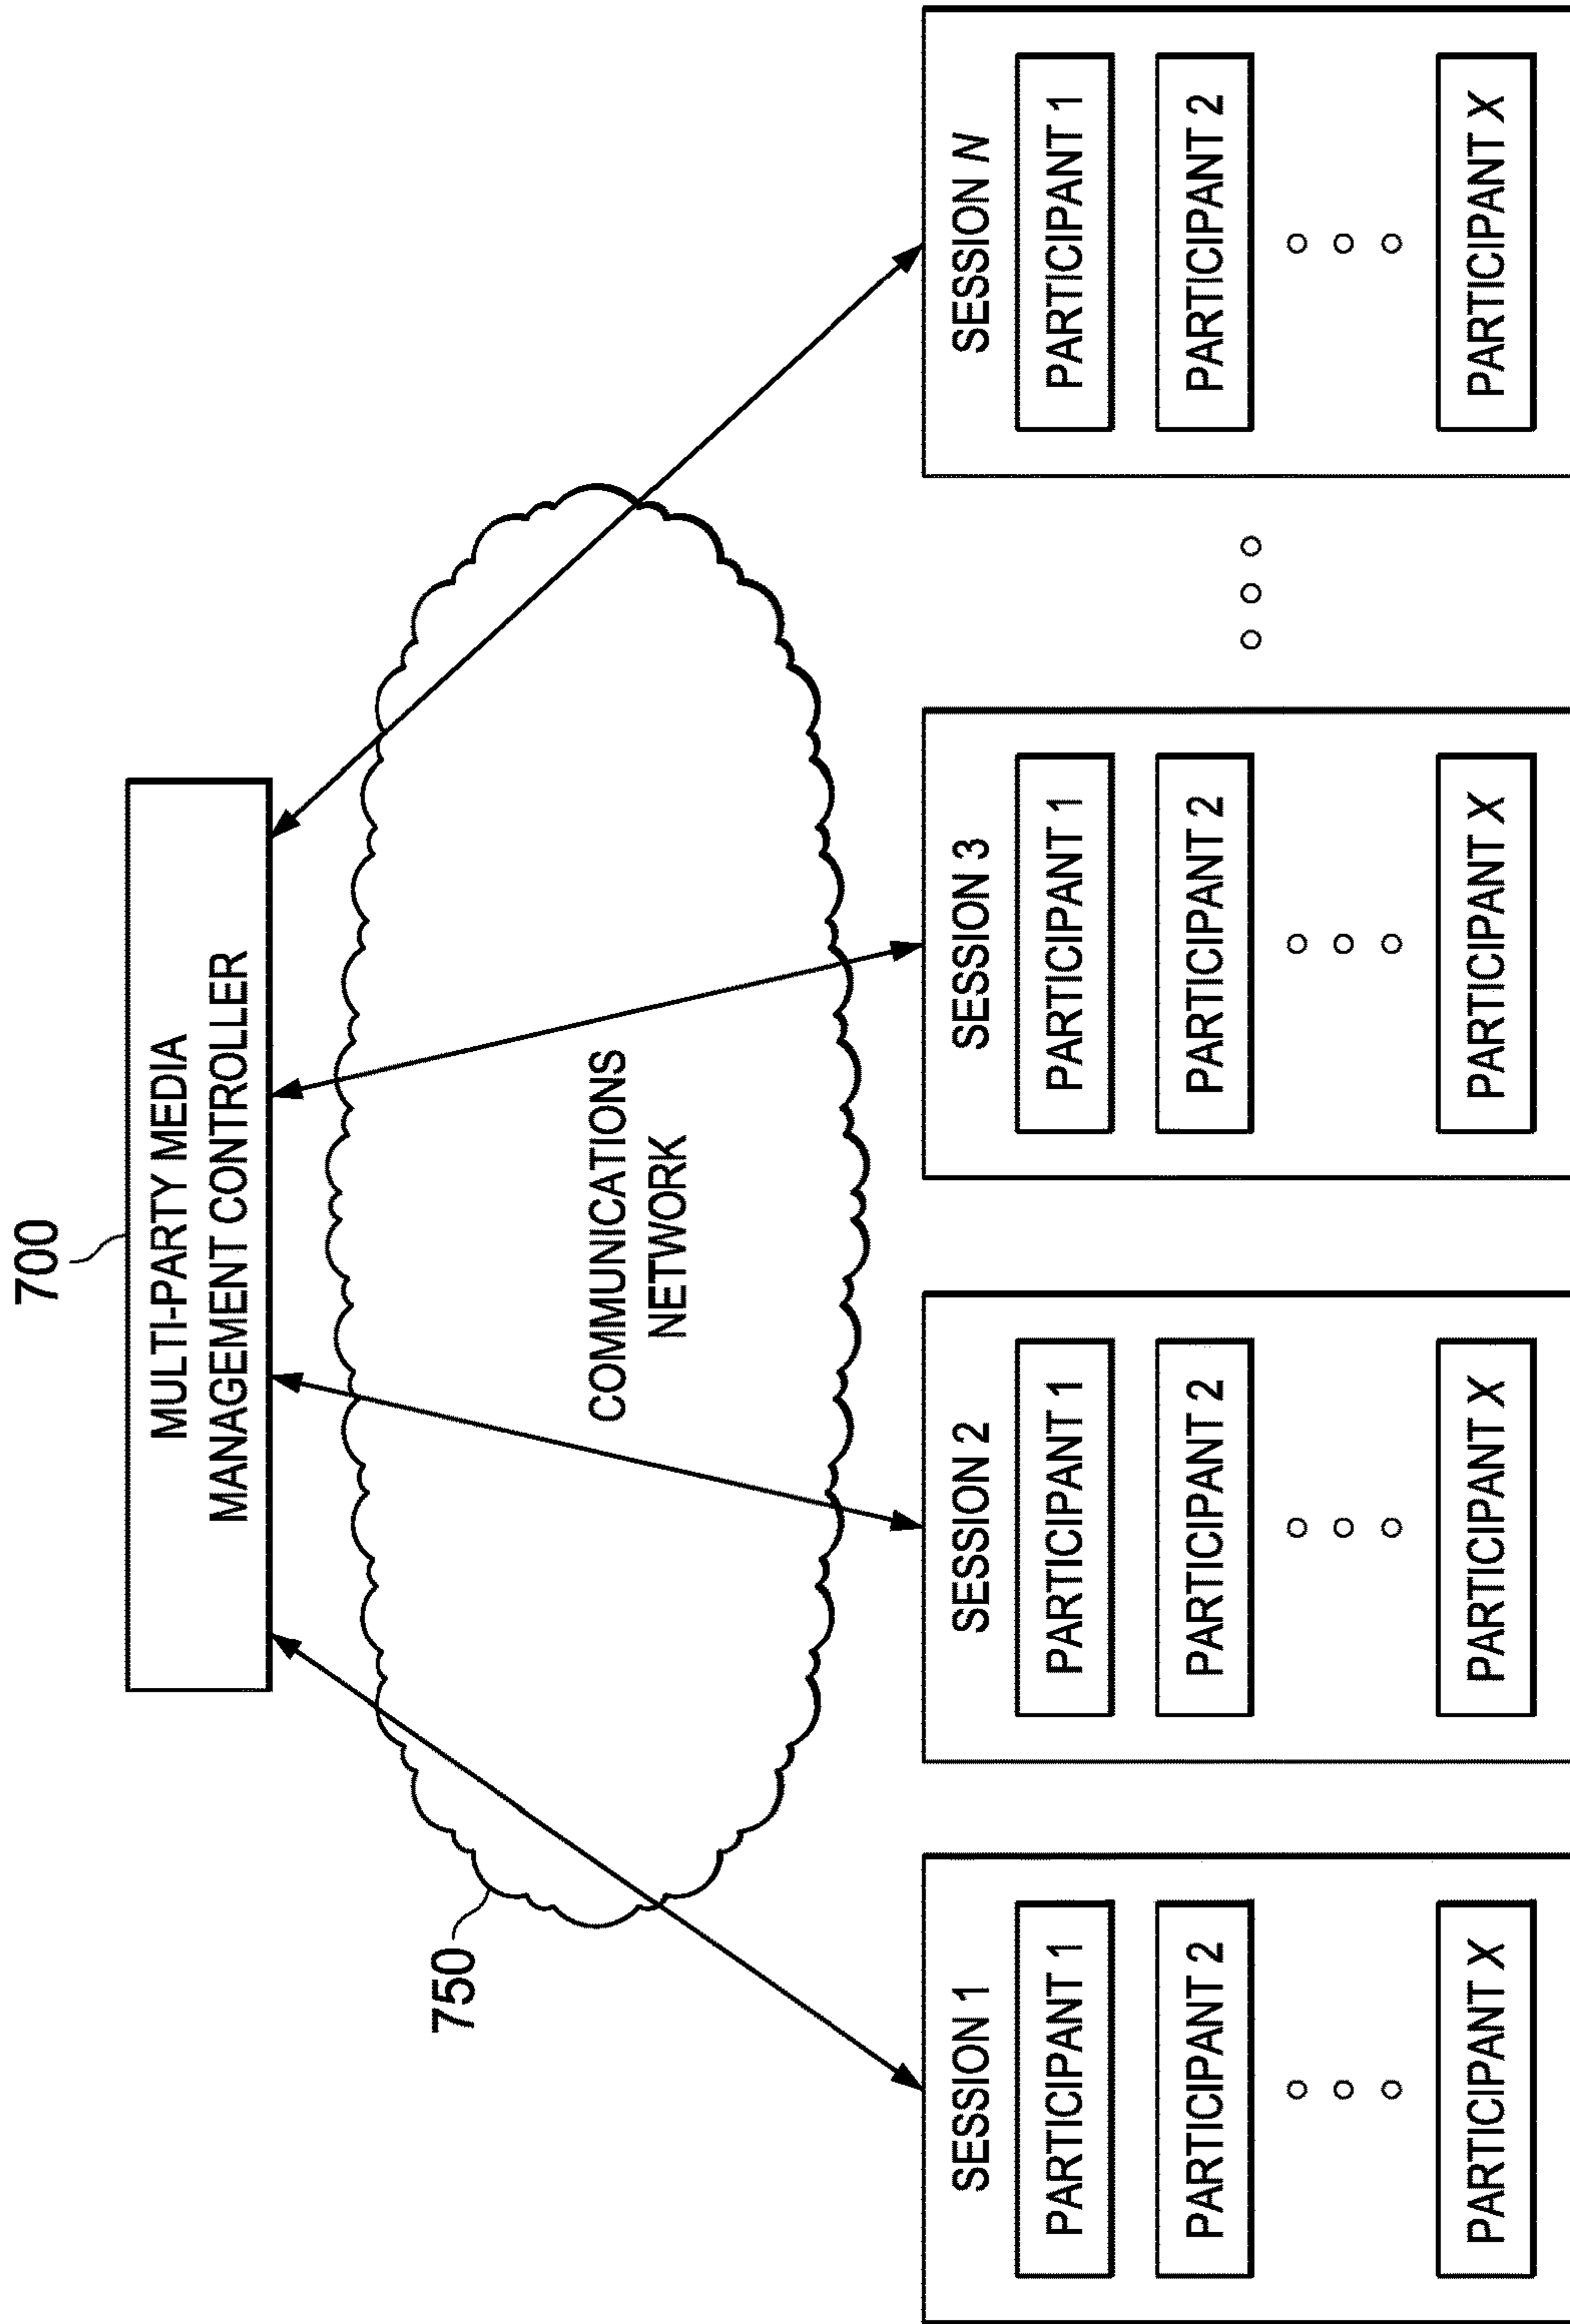 700
MULTI-PARTY MEDIA
MANAGEMENT CONTROLLER
750
COMMUNICATIONS
NETWORK
SESSION 1
PARTICIPANT 1
PARTICIPANT 2
PARTICIPANT X
SESSION 2
PARTICIPANT 1
PARTICIPANT 2
PARTICIPANT X
SESSION 3
PARTICIPANT 1
PARTICIPANT 2
PARTICIPANT X
SESSION N
PARTICIPANT 1
PARTICIPANT 2
PARTICIPANT X